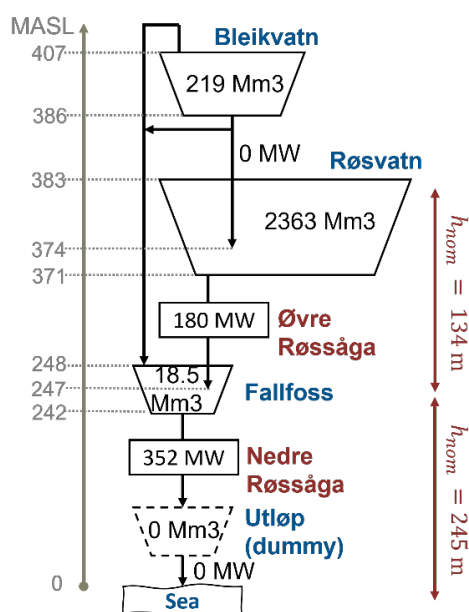 MASL
407
386
383
374
371
248
247
242
0
Bleikvatn
219 Mm3
0 MW
Røsvatn
2363 Mm3
180 MW
Øvre
Røssåga
18.5
Mm3
Fallfoss
352 MW
Nedre
Røssåga
0 Mm3
Utløp
(dummy)
0 MW
Sea
h_nom = 134 m
h_nom = 245 m